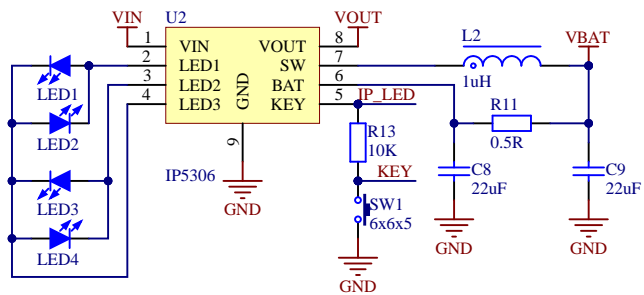 VIN
U2
VOUT
L2
VBAT
1 VIN VOUT 8
2 LED1 SW 7
3 LED2 BAT 6
4 LED3 KEY 5
GND
9
IP5306
GND
LED1
LED2
LED3
LED4
1uH
IP_LED
R13
10K
KEY
SW1
6x6x5
GND
R11
0.5R
C8
22uF
GND
C9
22uF
GND